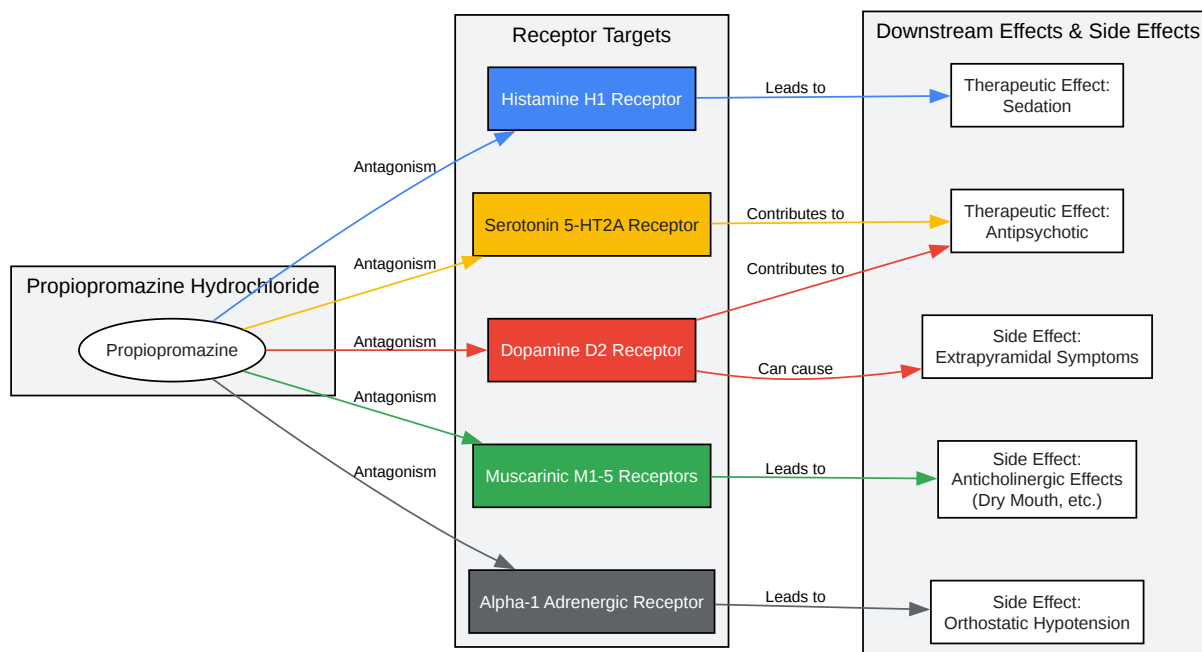 Propiopromazine Hydrochloride
Propiopromazine
Antagonism
Antagonism
Antagonism
Antagonism
Antagonism
Receptor Targets
Histamine H1 Receptor
Serotonin 5-HT2A Receptor
Dopamine D2 Receptor
Muscarinic M1-5 Receptors
Alpha-1 Adrenergic Receptor
Leads to
Contributes to
Contributes to
Can cause
Leads to
Leads to
Downstream Effects & Side Effects
Therapeutic Effect:
Sedation
Therapeutic Effect:
Antipsychotic
Side Effect:
Extrapyramidal Symptoms
Side Effect:
Anticholinergic Effects
(Dry Mouth, etc.)
Side Effect:
Orthostatic Hypotension